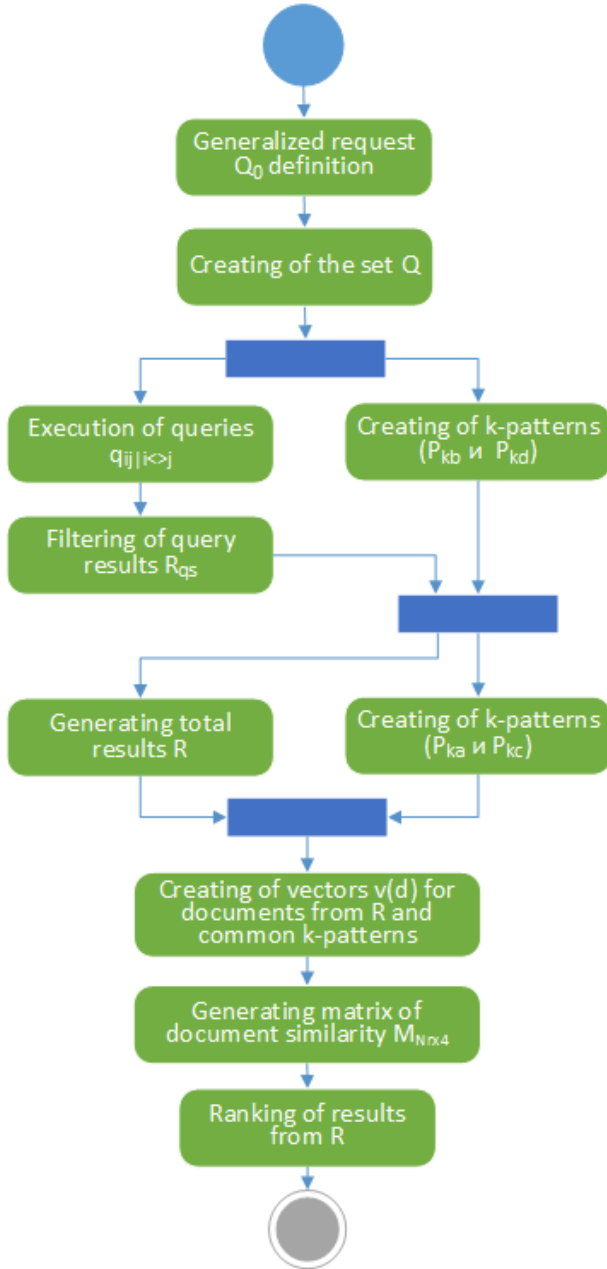 Generalized request
Q₀ definition
Creating of the set Q
Execution of queries
qij|i<>j
Creating of k-patterns
(Pkb и Pkd)
Filtering of query
results Rqs
Generating total
results R
Creating of k-patterns
(Pka и Pkc)
Creating of vectors v(d) for
documents from R and
common k-patterns
Generating matrix of
document similarity MNrx4
Ranking of results
from R